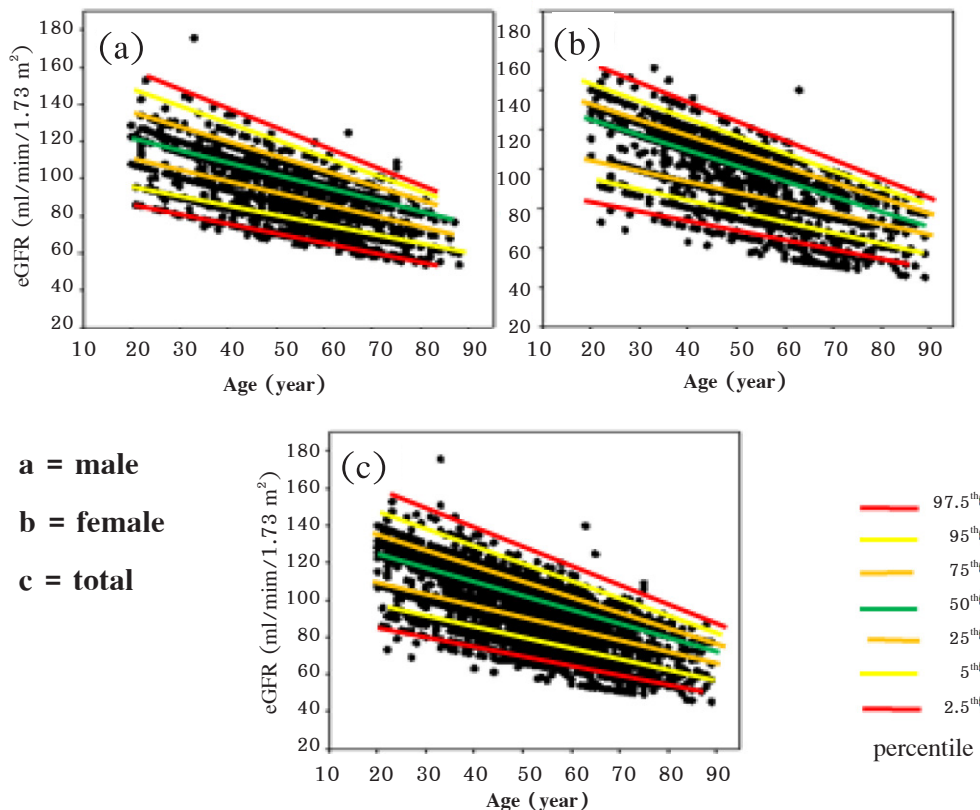 (a)
eGFR (ml/mim/1.73 m²)
180
160
140
120
100
80
60
40
20
10 20 30 40 50 60 70 80 90
Age (year)
(b)
180
160
140
120
100
80
60
40
20
10 20 30 40 50 60 70 80 90
Age (year)
a = male
b = female
c = total
(c)
eGFR (ml/mim/1.73 m²)
180
160
140
120
100
80
60
40
20
10 20 30 40 50 60 70 80 90
Age (year)
97.5th
95th
75th
50th
25th
5th
2.5th
percentile